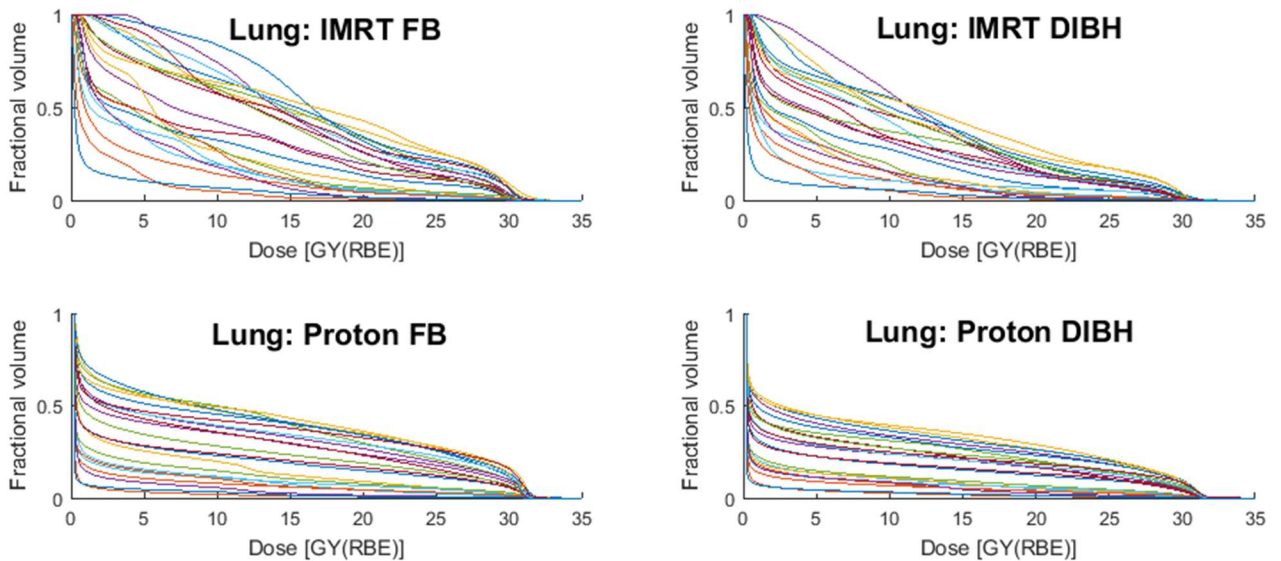 Lung: IMRT FB
Fractional volume
1
0.5
0
0 5 10 15 20 25 30 35
Dose [GY(RBE)]
Lung: IMRT DIBH
Fractional volume
1
0.5
0
0 5 10 15 20 25 30 35
Dose [GY(RBE)]
Lung: Proton FB
Fractional volume
1
0.5
0
0 5 10 15 20 25 30 35
Dose [GY(RBE)]
Lung: Proton DIBH
Fractional volume
1
0.5
0
0 5 10 15 20 25 30 35
Dose [GY(RBE)]